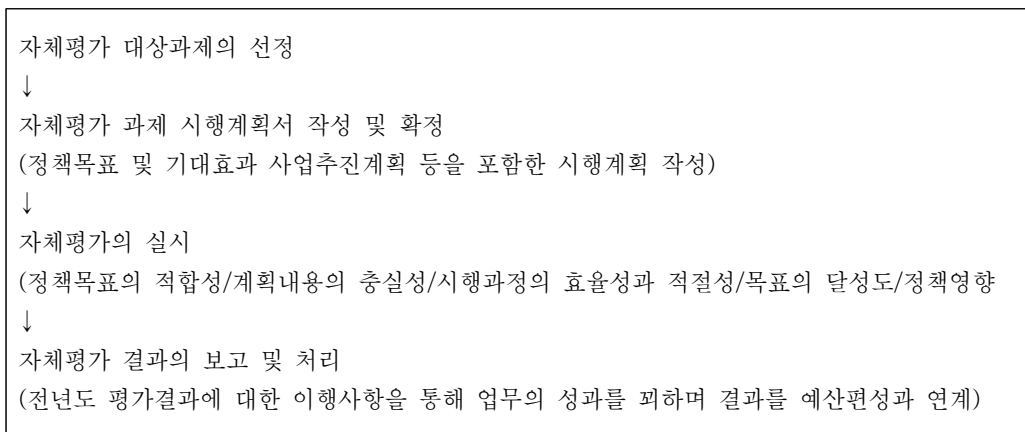 자체평가 대상과제의 선정
↓
자체평가 과제 시행계획서 작성 및 확정
(정책목표 및 기대효과 사업추진계획 등을 포함한 시행계획 작성)
↓
자체평가의 실시
(정책목표의 적합성/계획내용의 충실성/시행과정의 효율성과 적절성/목표의 달성도/정책영향
↓
자체평가 결과의 보고 및 처리
(전년도 평가결과에 대한 이행사항을 통해 업무의 성과를 꾀하며 결과를 예산편성과 연계)